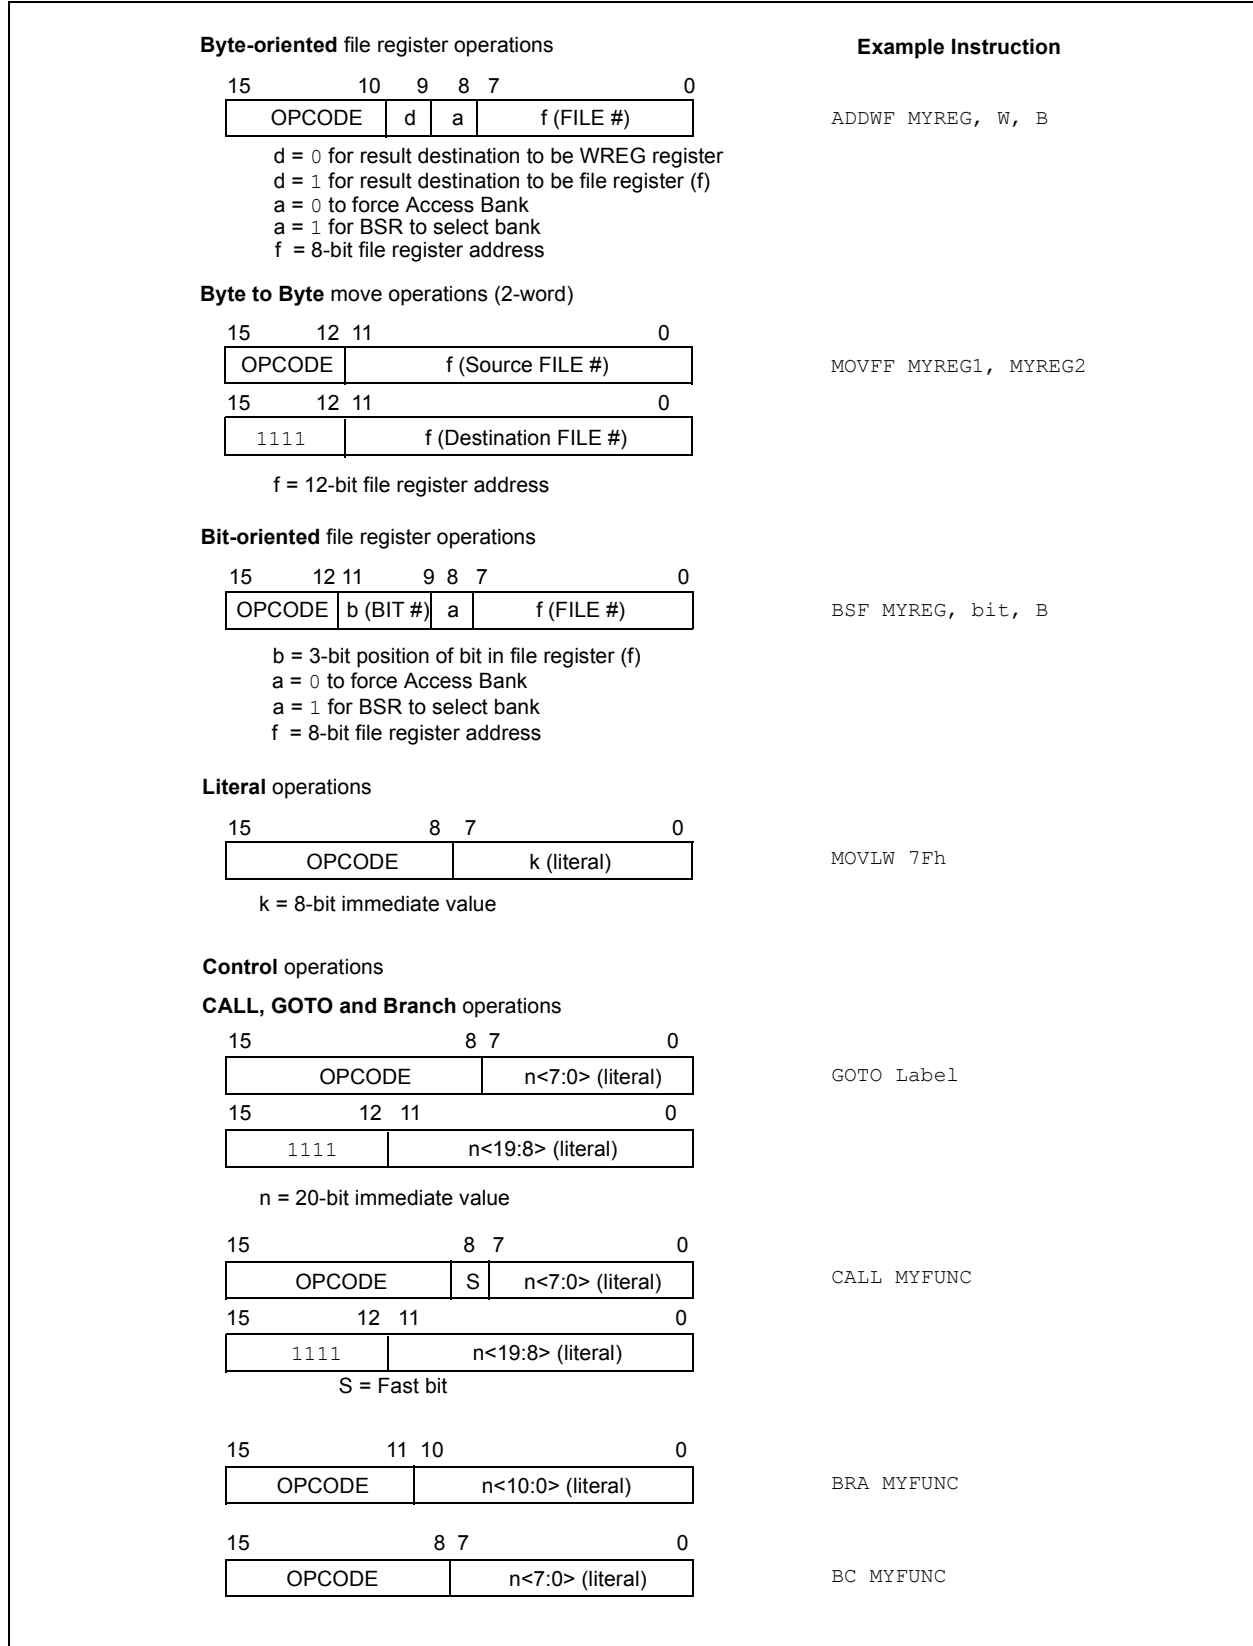 Byte-oriented file register operations Example Instruction
15 10 9 8 7 0
OPCODE d a f (FILE #) ADDWF MYREG, W, B
d = 0 for result destination to be WREG register
d = 1 for result destination to be file register (f)
a = 0 to force Access Bank
a = 1 for BSR to select bank
f = 8-bit file register address
Byte to Byte move operations (2-word)
15 12 11 0
OPCODE f (Source FILE #) MOVFF MYREG1, MYREG2
15 12 11 0
1111 f (Destination FILE #)
f = 12-bit file register address
Bit-oriented file register operations
15 12 11 9 8 7 0
OPCODE b (BIT #) a f (FILE #) BSF MYREG, bit, B
b = 3-bit position of bit in file register (f)
a = 0 to force Access Bank
a = 1 for BSR to select bank
f = 8-bit file register address
Literal operations
15 8 7 0
OPCODE k (literal) MOVLW 7Fh
k = 8-bit immediate value
Control operations
CALL, GOTO and Branch operations
15 8 7 0
OPCODE n<7:0> (literal) GOTO Label
15 12 11 0
1111 n<19:8> (literal)
n = 20-bit immediate value
15 8 7 0
OPCODE S n<7:0> (literal) CALL MYFUNC
15 12 11 0
1111 n<19:8> (literal)
S = Fast bit
15 11 10 0
OPCODE n<10:0> (literal) BRA MYFUNC
15 8 7 0
OPCODE n<7:0> (literal) BC MYFUNC